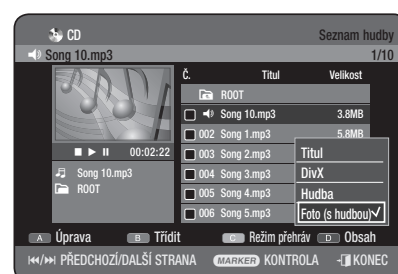 CD Seznam hudby
Song 10.mp3 1/10
Č. Titul Velikost
ROOT
Song 10.mp3 3.8MB
002 Song 1.mp3 5.8MB
003 Song 2.mp3
004 Song 3.mp3
005 Song 4.mp3
006 Song 5.mp3
00:02:22
Song 10.mp3
ROOT
Titul
DivX
Hudba
Foto (s hudbou)
A Úprava B Třídit C Režim přehráv D Obsah
PŘEDCHOZÍ/DALŠÍ STRANA MARKER KONTROLA KONEC